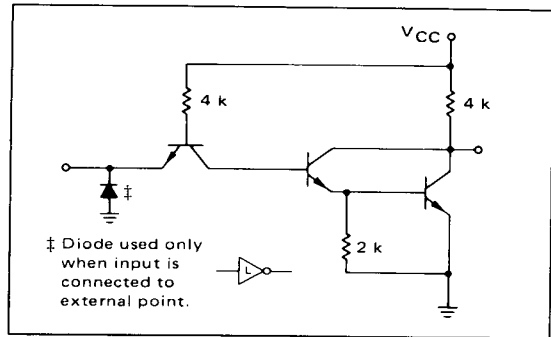 VCC
4 k
4 k
‡
2 k
‡ Diode used only
when input is
connected to
external point.
L